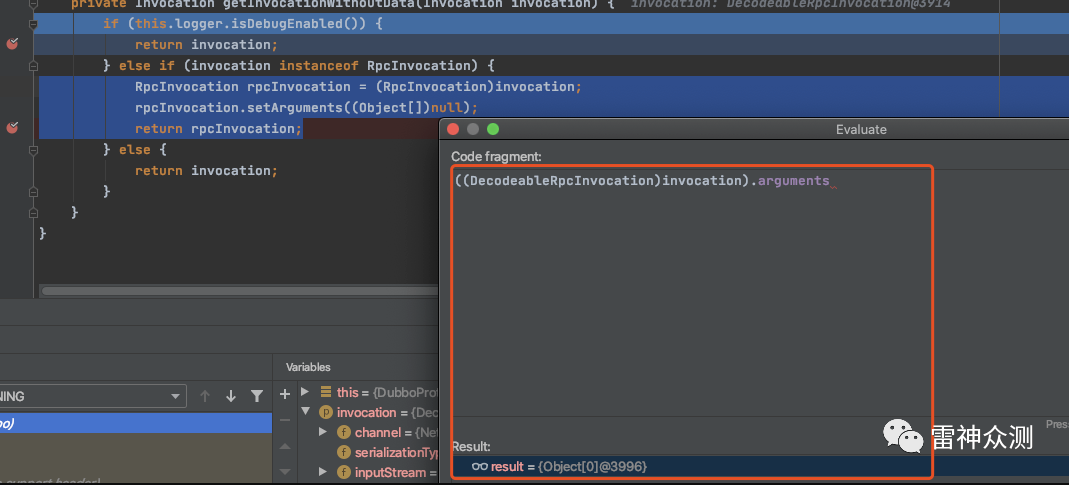 private Invocation getInvocationWithoutData(Invocation invocation) {  invocation: DecodeableRpcInvocation@3914
if (this.logger.isDebugEnabled()) {
return invocation;
} else if (invocation instanceof RpcInvocation) {
RpcInvocation rpcInvocation = (RpcInvocation)invocation;
rpcInvocation.setArguments((Object[])null);
return rpcInvocation;
} else {
return invocation;
}
}
}
Evaluate
Code fragment:
((DecodeableRpcInvocation)invocation).arguments
Variables
NING
this = {DubboProt
invocation = {Dec
channel = {Net
serializationTyp
inputStream =
Press
雷神众测
Result:
result = {Object[0]@3996}